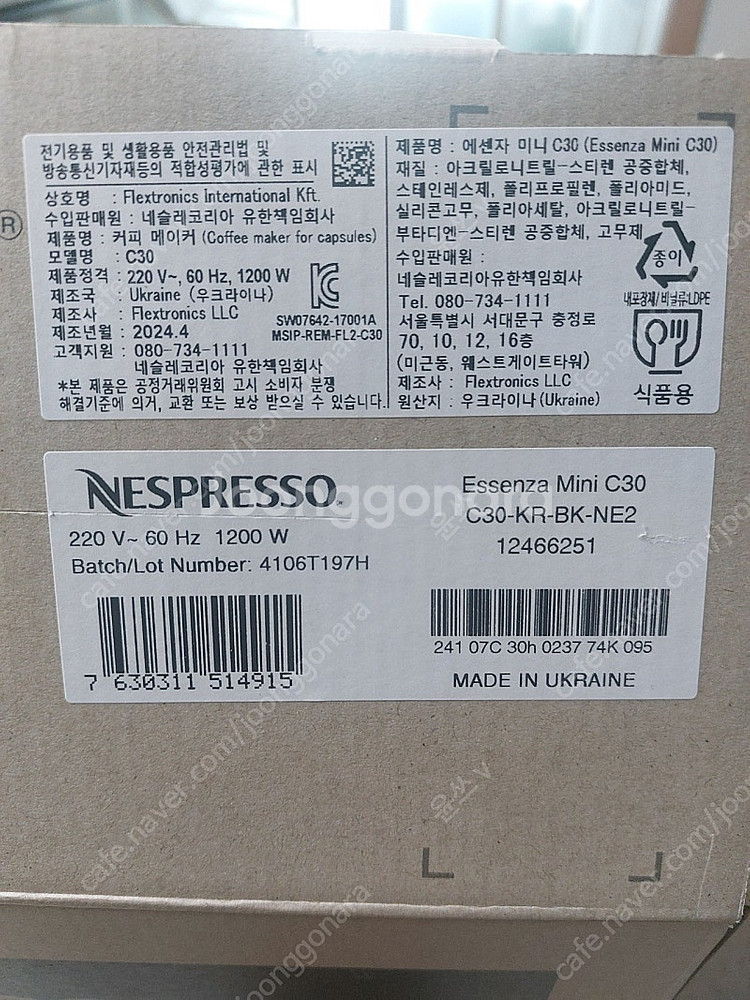 전기용품 및 생활용품 안전관리법 및
방송통신기자재등의 적합성평가에 관한 표시
상호명 : Flextronics International Kft.
수입판매원 : 네슬레코리아 유한책임회사
제품명 : 커피 메이커 (Coffee maker for capsules)
모델명 : C30
제품정격 : 220 V~, 60 Hz, 1200 W
제조국 : Ukraine (우크라이나)
제조사 : Flextronics LLC
제조년월 : 2024.4
고객지원 : 080-734-1111
네슬레코리아 유한책임회사
*본 제품은 공정거래위원회 고시 소비자 분쟁
해결기준에 의거, 교환 또는 보상 받으실 수 있습니다.
SW07642-17001A
MSIP-REM-FL2-C30
제품명 : 에센자 미니 C30 (Essenza Mini C30)
재질 : 아크릴로니트릴-스티렌 공중합체,
스테인레스제, 폴리프로필렌, 폴리아미드,
실리콘고무, 폴리아세탈, 아크릴로니트릴-
부타디엔-스티렌 공중합체, 고무제
수입판매원 :
네슬레코리아유한책임회사
Tel. 080-734-1111
서울특별시 서대문구 충정로
70, 10, 12, 16층
(미근동, 웨스트게이트타워)
제조사 : Flextronics LLC
원산지 : 우크라이나(Ukraine)
종이
내포장재/비닐류:LDPE
식품용
®
NESPRESSO
220 V~ 60 Hz 1200 W
Batch/Lot Number: 4106T197H
7 630311 514915
Essenza Mini C30
C30-KR-BK-NE2
12466251
241 07C 30h 0237 74K 095
MADE IN UKRAINE
joonggonara
cafe.naver.com/joonggonara